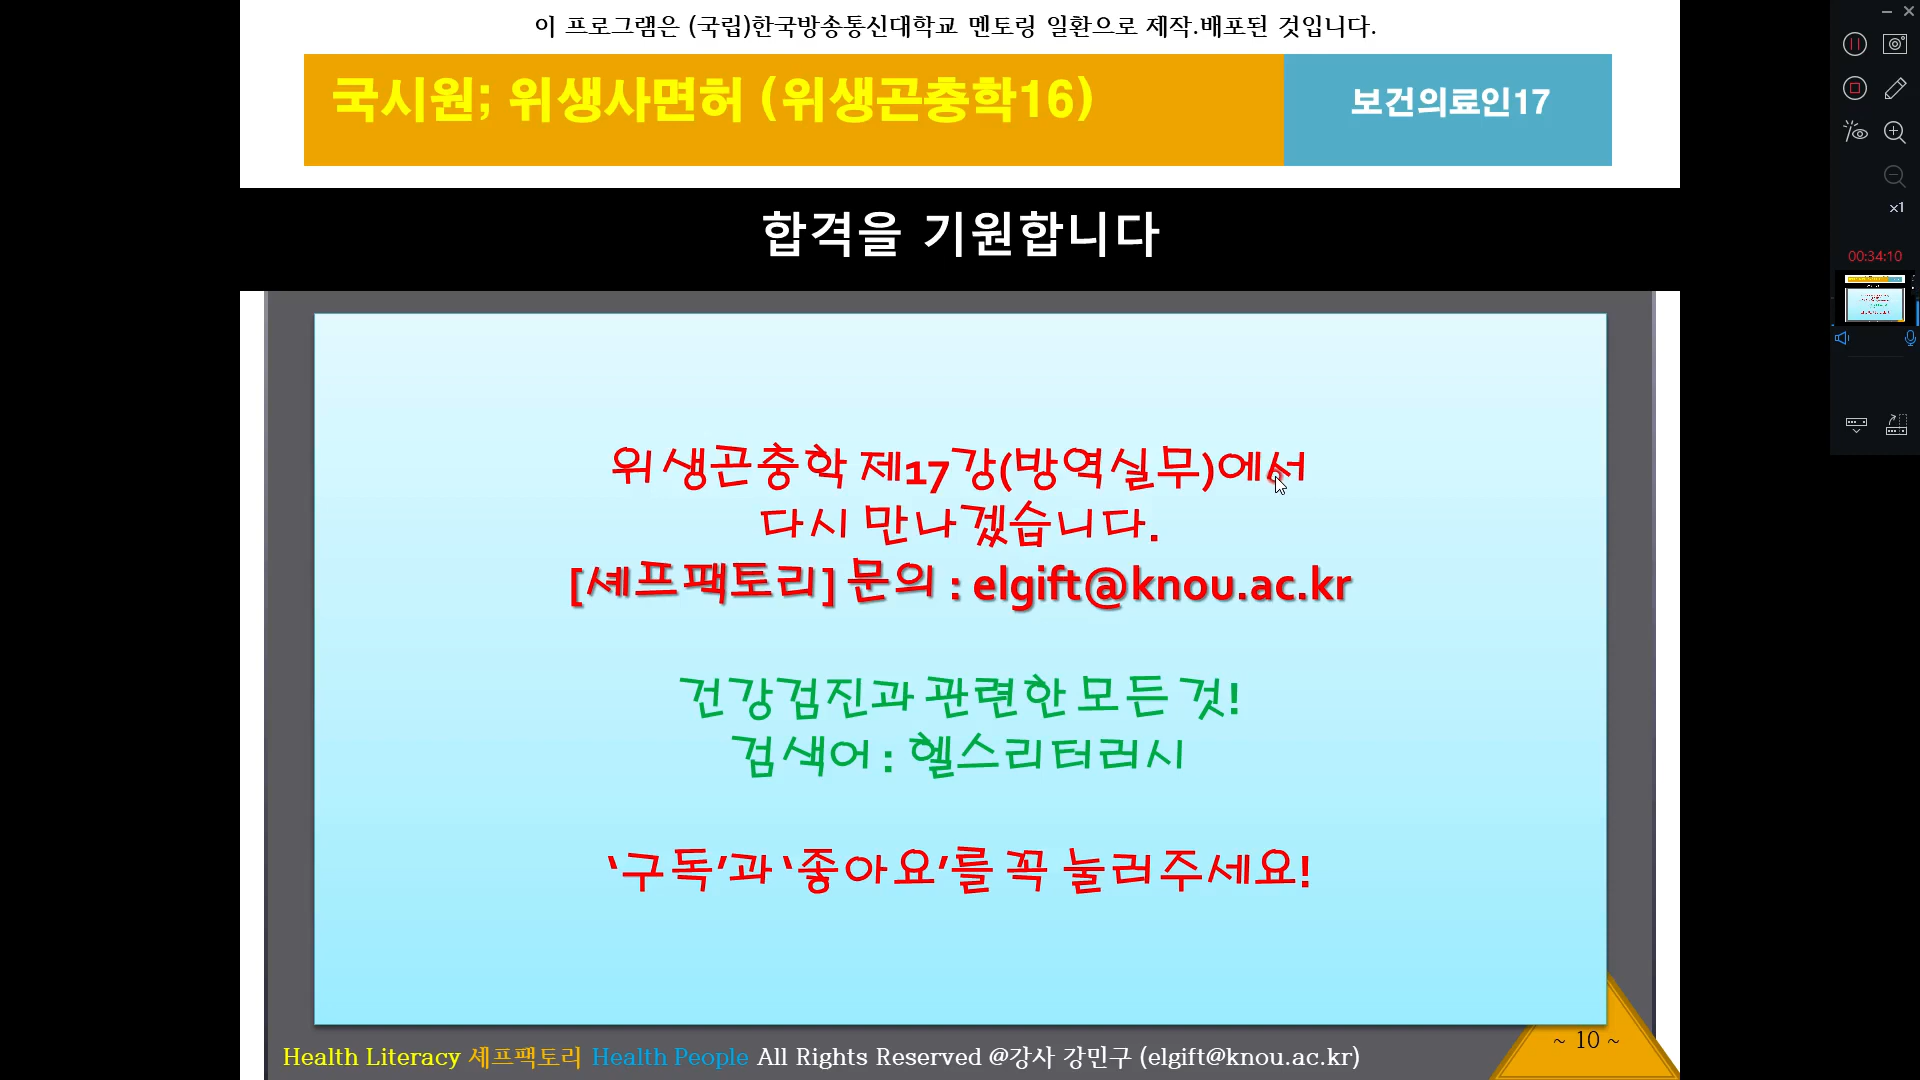 이 프로그램은 (국립)한국방송통신대학교 멘토링 일환으로 제작.배포된 것입니다.
국시원; 위생사면허 (위생곤충학16)
보건의료인17
합격을 기원합니다
x1
00:34:10
위생곤충학 제17강(방역실무)에서
다시 만나겠습니다.
[셰프팩토리] 문의 : elgift@knou.ac.kr
건강검진과 관련한 모든 것!
검색어 : 헬스리터러시
‘구독’과 ‘좋아요’를 꼭 눌러주세요!
~ 10 ~
Health Literacy 셰프팩토리 Health People All Rights Reserved @강사 강민구 (elgift@knou.ac.kr)